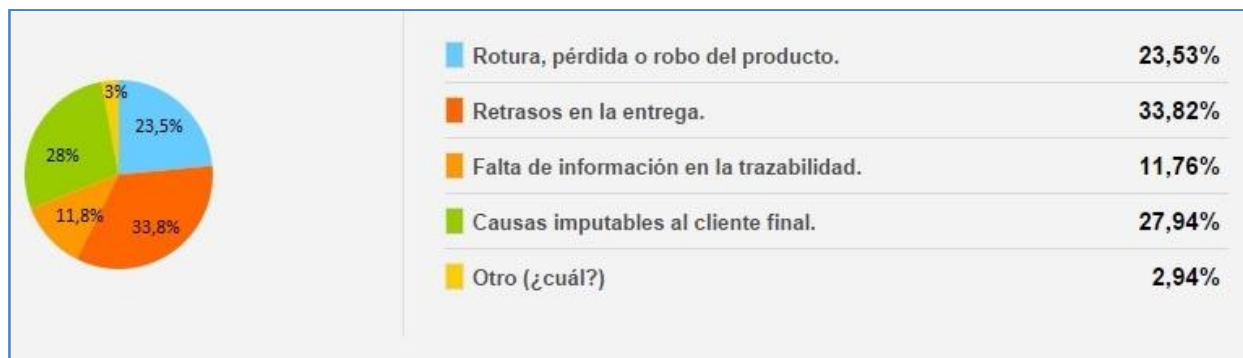 3%
23,5%
28%
11,8%
33,8%
Rotura, pérdida o robo del producto. 23,53%
Retrasos en la entrega. 33,82%
Falta de información en la trazabilidad. 11,76%
Causas imputables al cliente final. 27,94%
Otro (¿cuál?) 2,94%